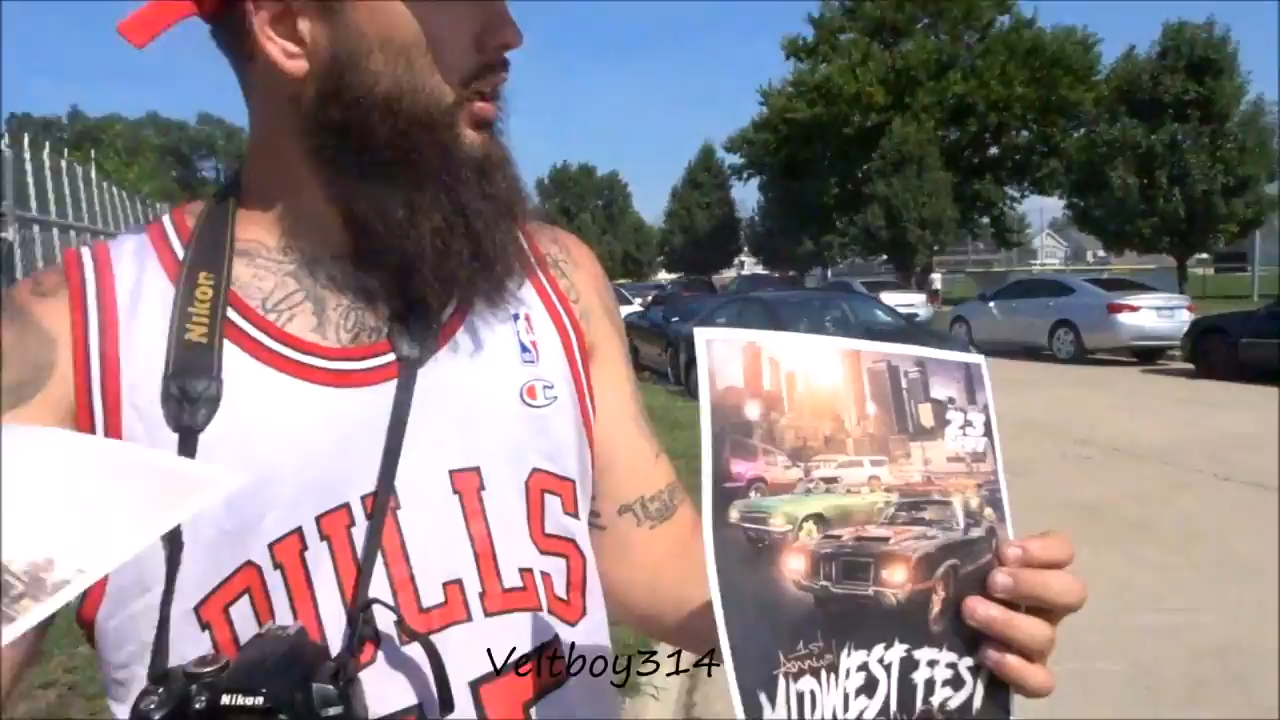 Nikon
BULLS
Nikon
Veltboy314
23
1st
Annual
MIDWEST FEST